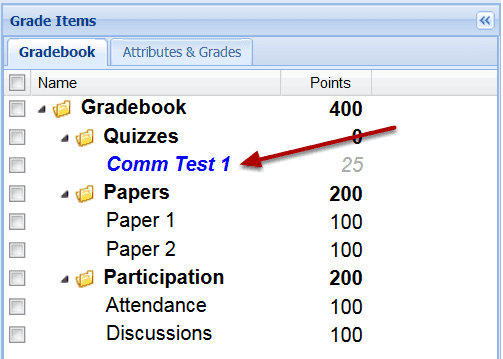 Grade Items
Gradebook Attributes & Grades
Name Points
Gradebook 400
Quizzes 0
Comm Test 1 25
Papers 200
Paper 1 100
Paper 2 100
Participation 200
Attendance 100
Discussions 100